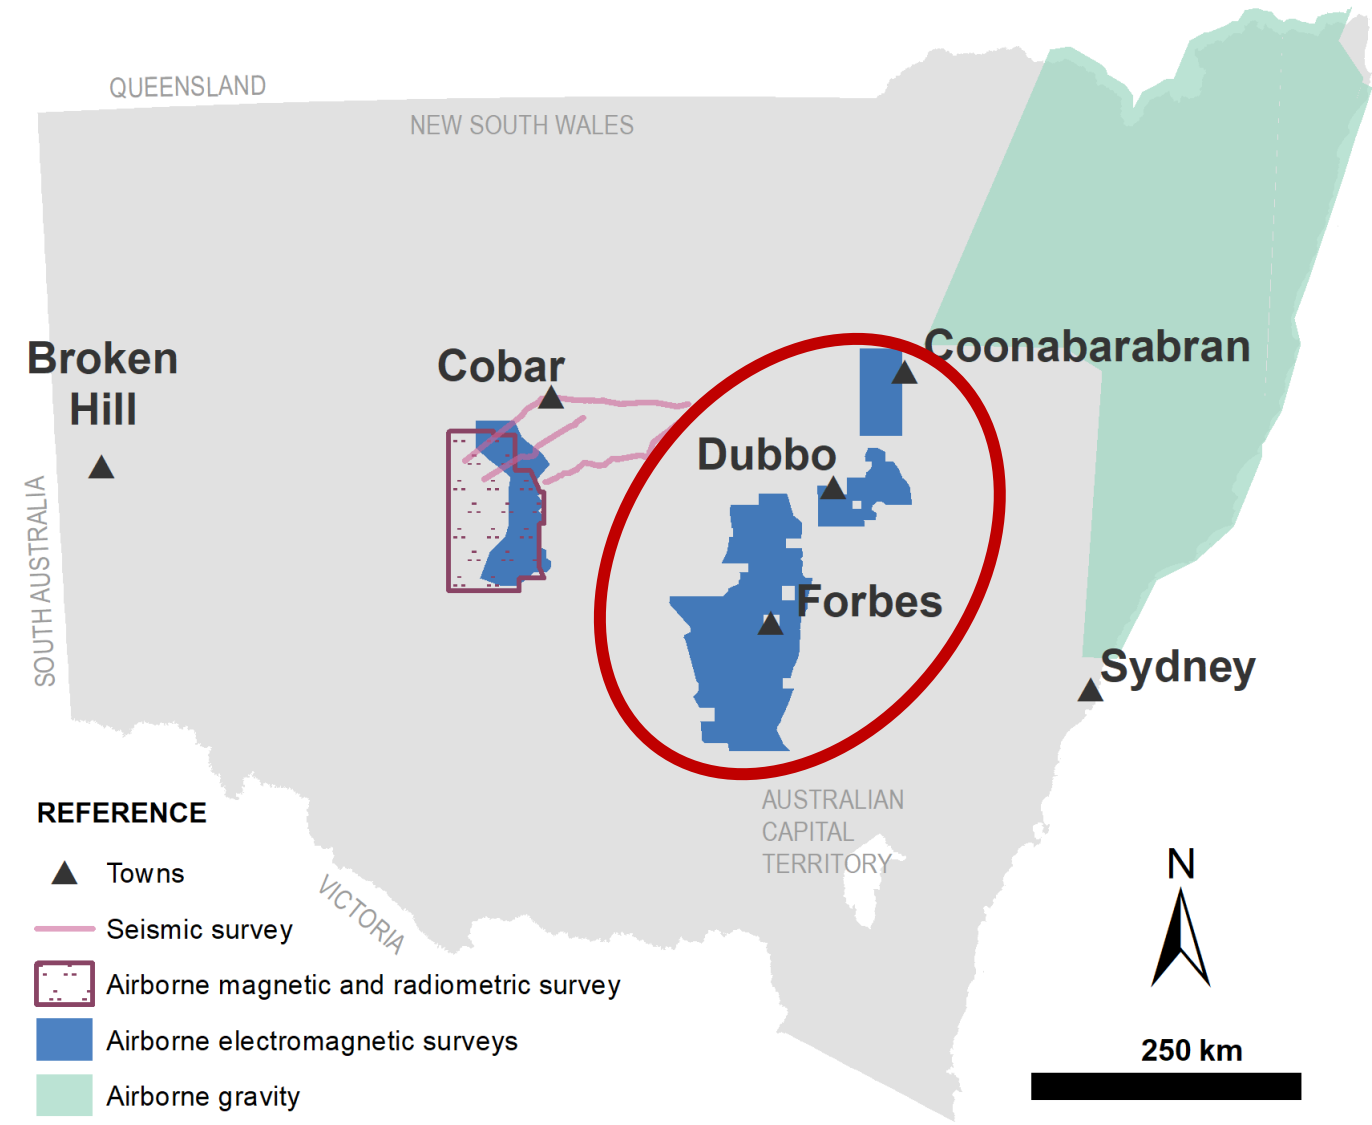 QUEENSLAND
NEW SOUTH WALES
Broken
Hill
Cobar
Coonabarabran
Dubbo
SOUTH AUSTRALIA
Forbes
Sydney
AUSTRALIAN
CAPITAL
TERRITORY
VICTORIA
REFERENCE
Towns
Seismic survey
Airborne magnetic and radiometric survey
Airborne electromagnetic surveys
Airborne gravity
N
250 km